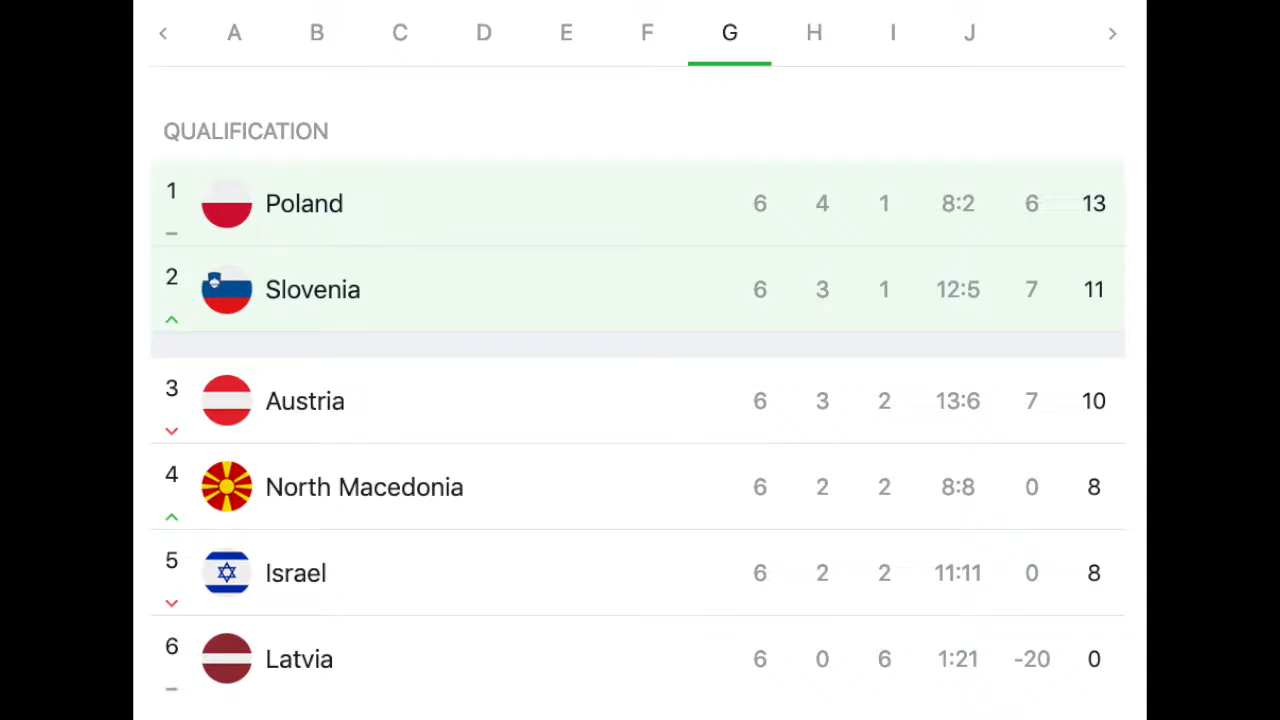 A B C D E F G H I J
QUALIFICATION
1 Poland 6 4 1 8:2 6 13
2 Slovenia 6 3 1 12:5 7 11
3 Austria 6 3 2 13:6 7 10
4 North Macedonia 6 2 2 8:8 0 8
5 Israel 6 2 2 11:11 0 8
6 Latvia 6 0 6 1:21 -20 0